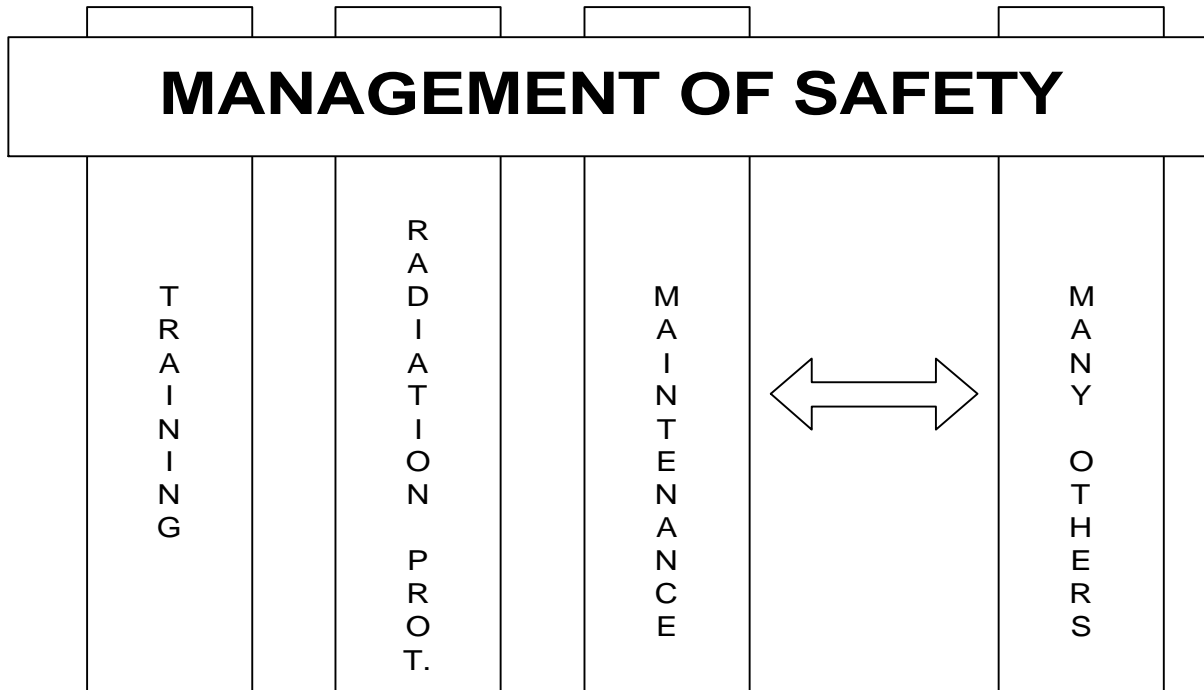 MANAGEMENT OF SAFETY
TRAINING
RADIATION PROT.
MAINTENANCE
MANY OTHERS